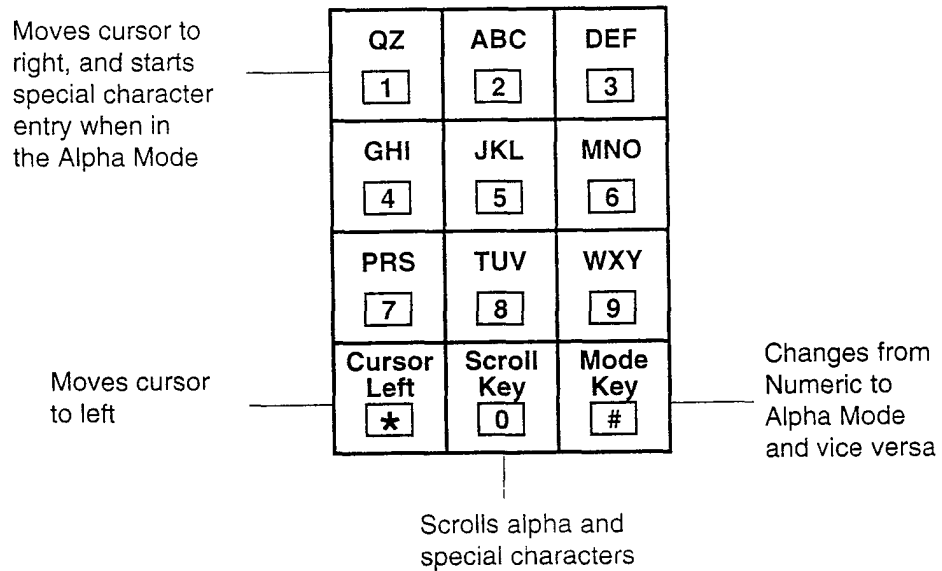 Moves cursor to
right, and starts
special character
entry when in
the Alpha Mode
QZ
1
ABC
2
DEF
3
GHI
4
JKL
5
MNO
6
PRS
7
TUV
8
WXY
9
Moves cursor
to left
Cursor
Left
*
Scroll
Key
0
Mode
Key
#
Changes from
Numeric to
Alpha Mode
and vice versa
Scrolls alpha and
special characters